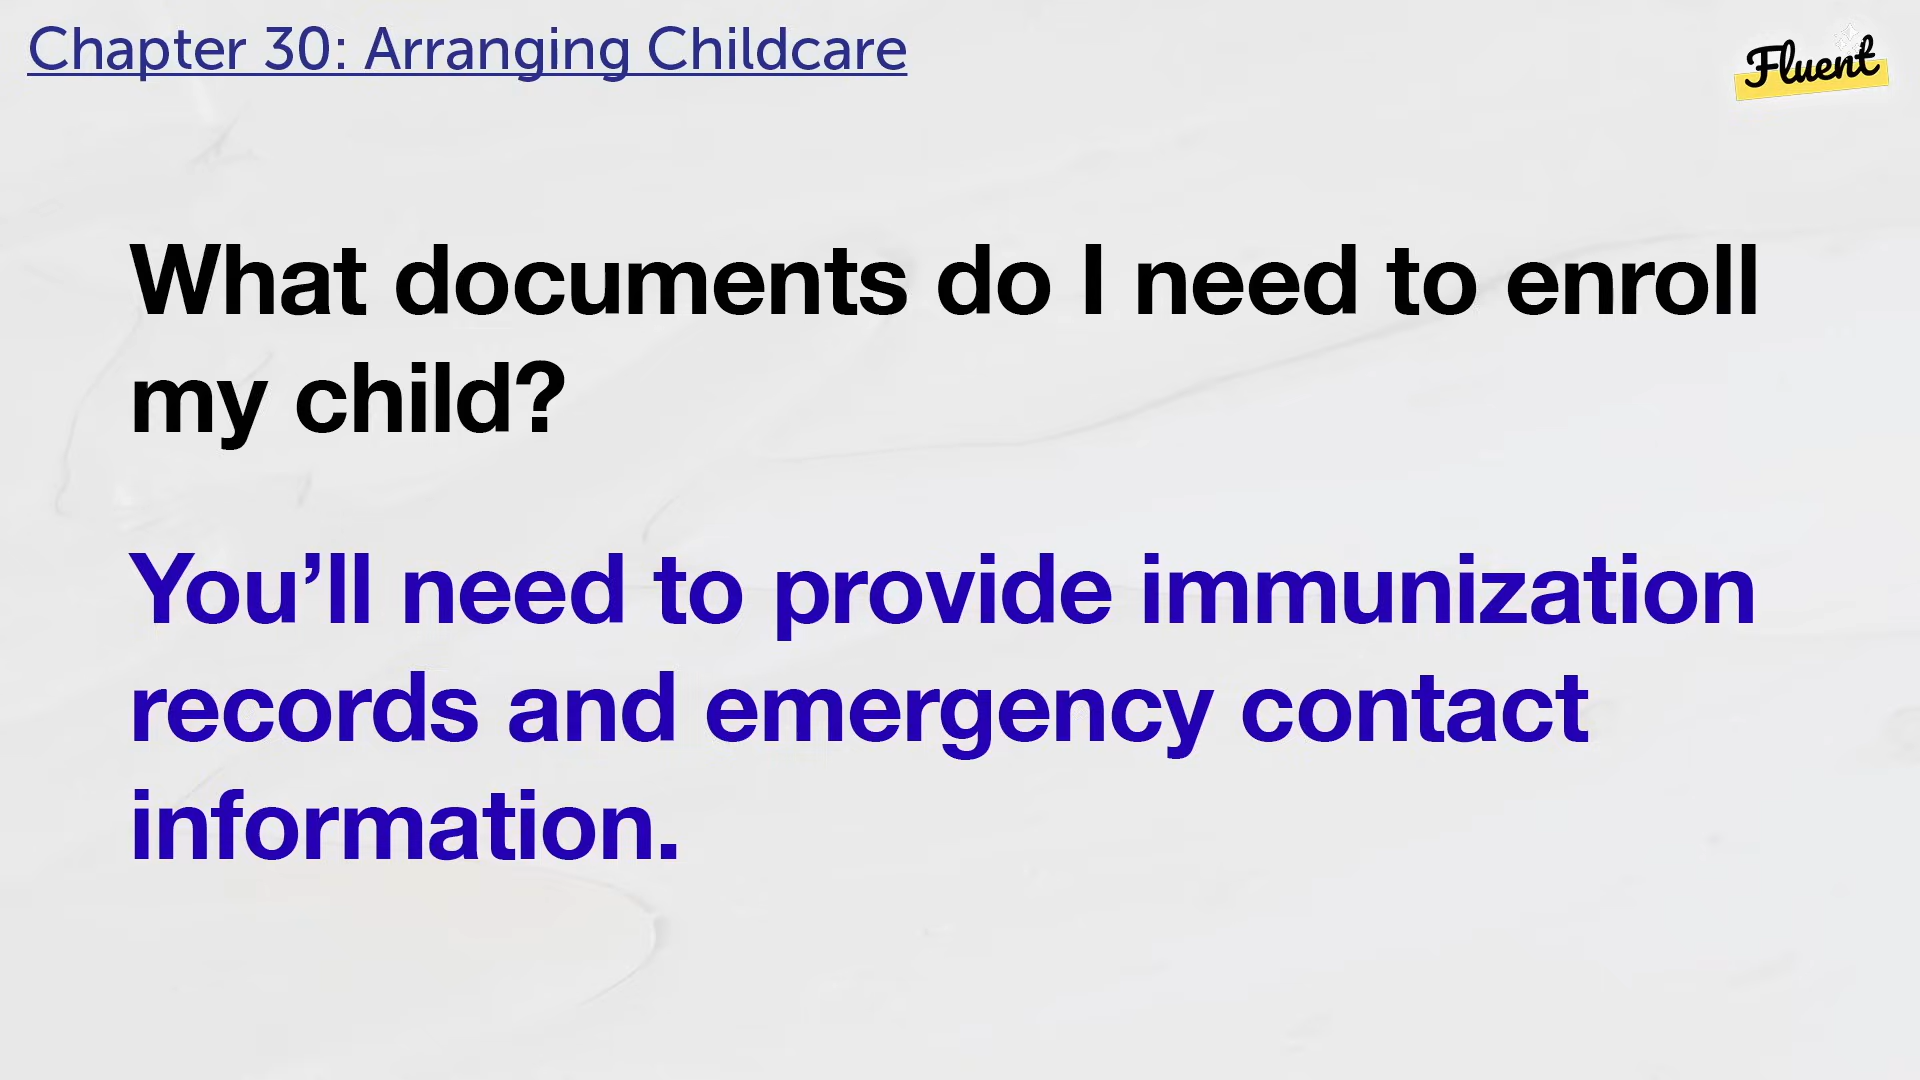 Chapter 30: Arranging Childcare
Fluent
What documents do I need to enroll
my child?
You’ll need to provide immunization
records and emergency contact
information.